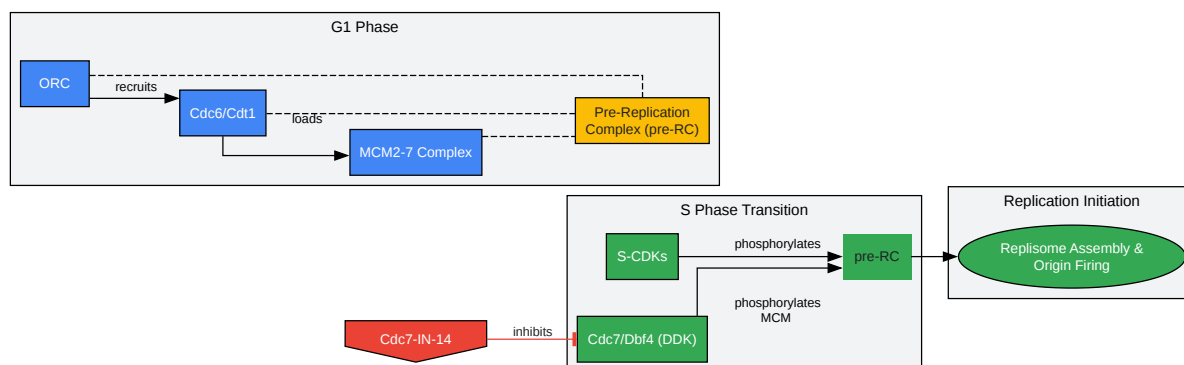 G1 Phase
ORC
recruits
Cdc6/Cdt1
loads
MCM2-7 Complex
Pre-Replication
Complex (pre-RC)
S Phase Transition
S-CDKs
phosphorylates
pre-RC
phosphorylates
MCM
Cdc7/Dbf4 (DDK)
Cdc7-IN-14
inhibits
Replication Initiation
Replisome Assembly &
Origin Firing